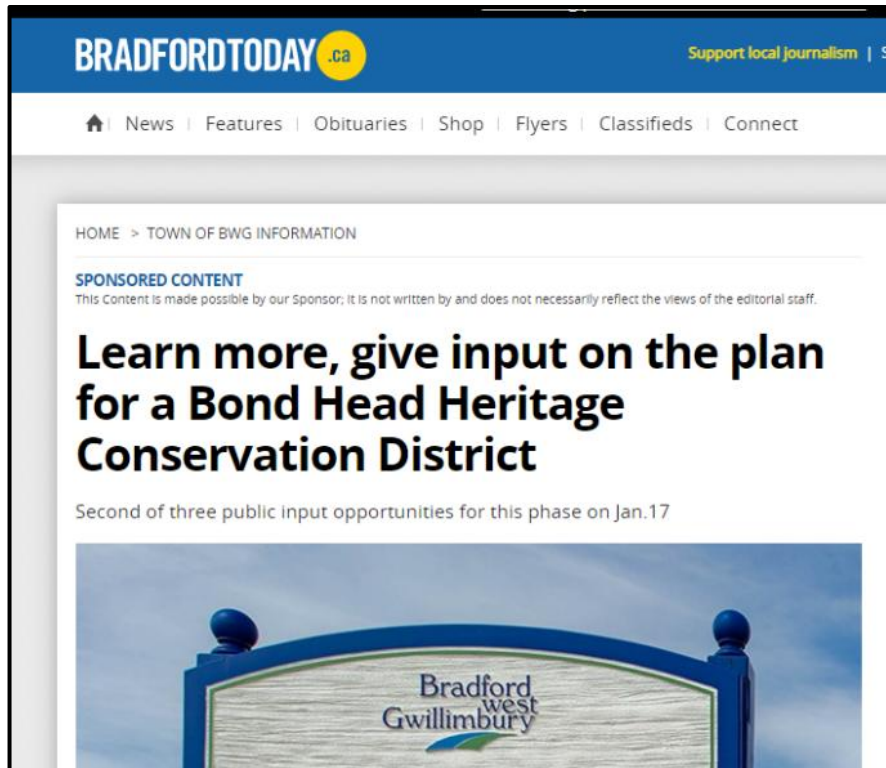 BRADFORDTODAY.ca
Support local journalism | S
News | Features | Obituaries | Shop | Flyers | Classifieds | Connect
HOME > TOWN OF BWG INFORMATION
SPONSORED CONTENT
This Content is made possible by our Sponsor; it is not written by and does not necessarily reflect the views of the editorial staff.
Learn more, give input on the plan
for a Bond Head Heritage
Conservation District
Second of three public input opportunities for this phase on Jan.17
Bradford
west
Gwillimbury